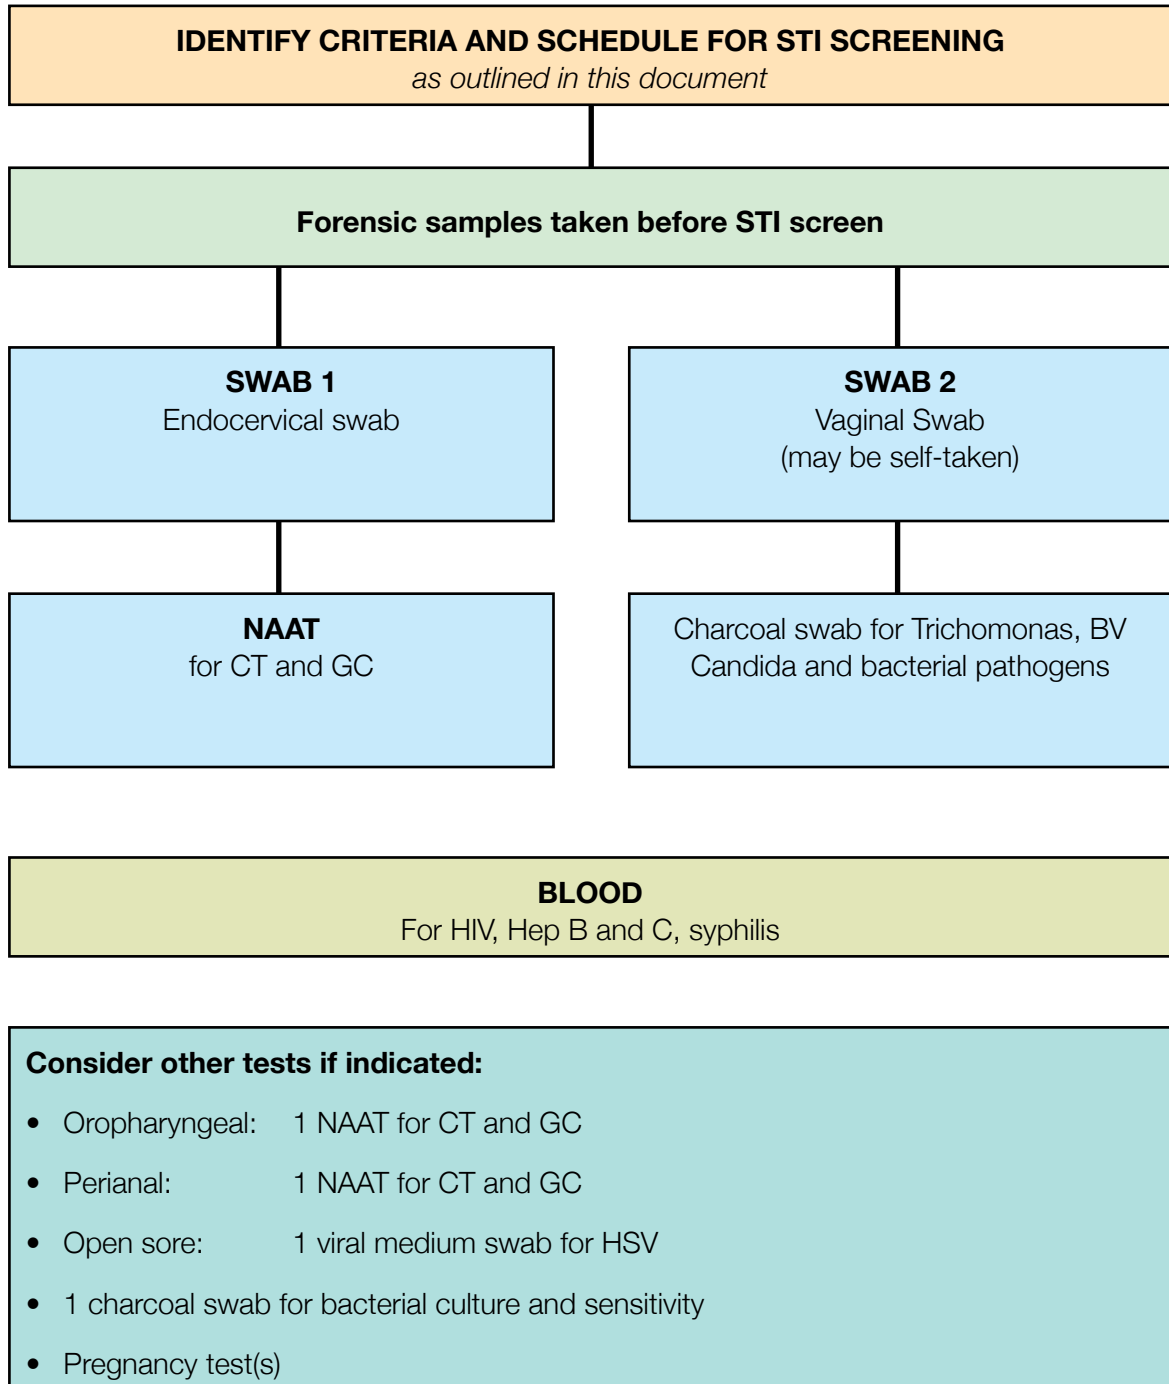 IDENTIFY CRITERIA AND SCHEDULE FOR STI SCREENING
as outlined in this document
Forensic samples taken before STI screen
SWAB 1
Endocervical swab
SWAB 2
Vaginal Swab
(may be self-taken)
NAAT
for CT and GC
Charcoal swab for Trichomonas, BV
Candida and bacterial pathogens
BLOOD
For HIV, Hep B and C, syphilis
Consider other tests if indicated:
• Oropharyngeal: 1 NAAT for CT and GC
• Perianal: 1 NAAT for CT and GC
• Open sore: 1 viral medium swab for HSV
• 1 charcoal swab for bacterial culture and sensitivity
• Pregnancy test(s)